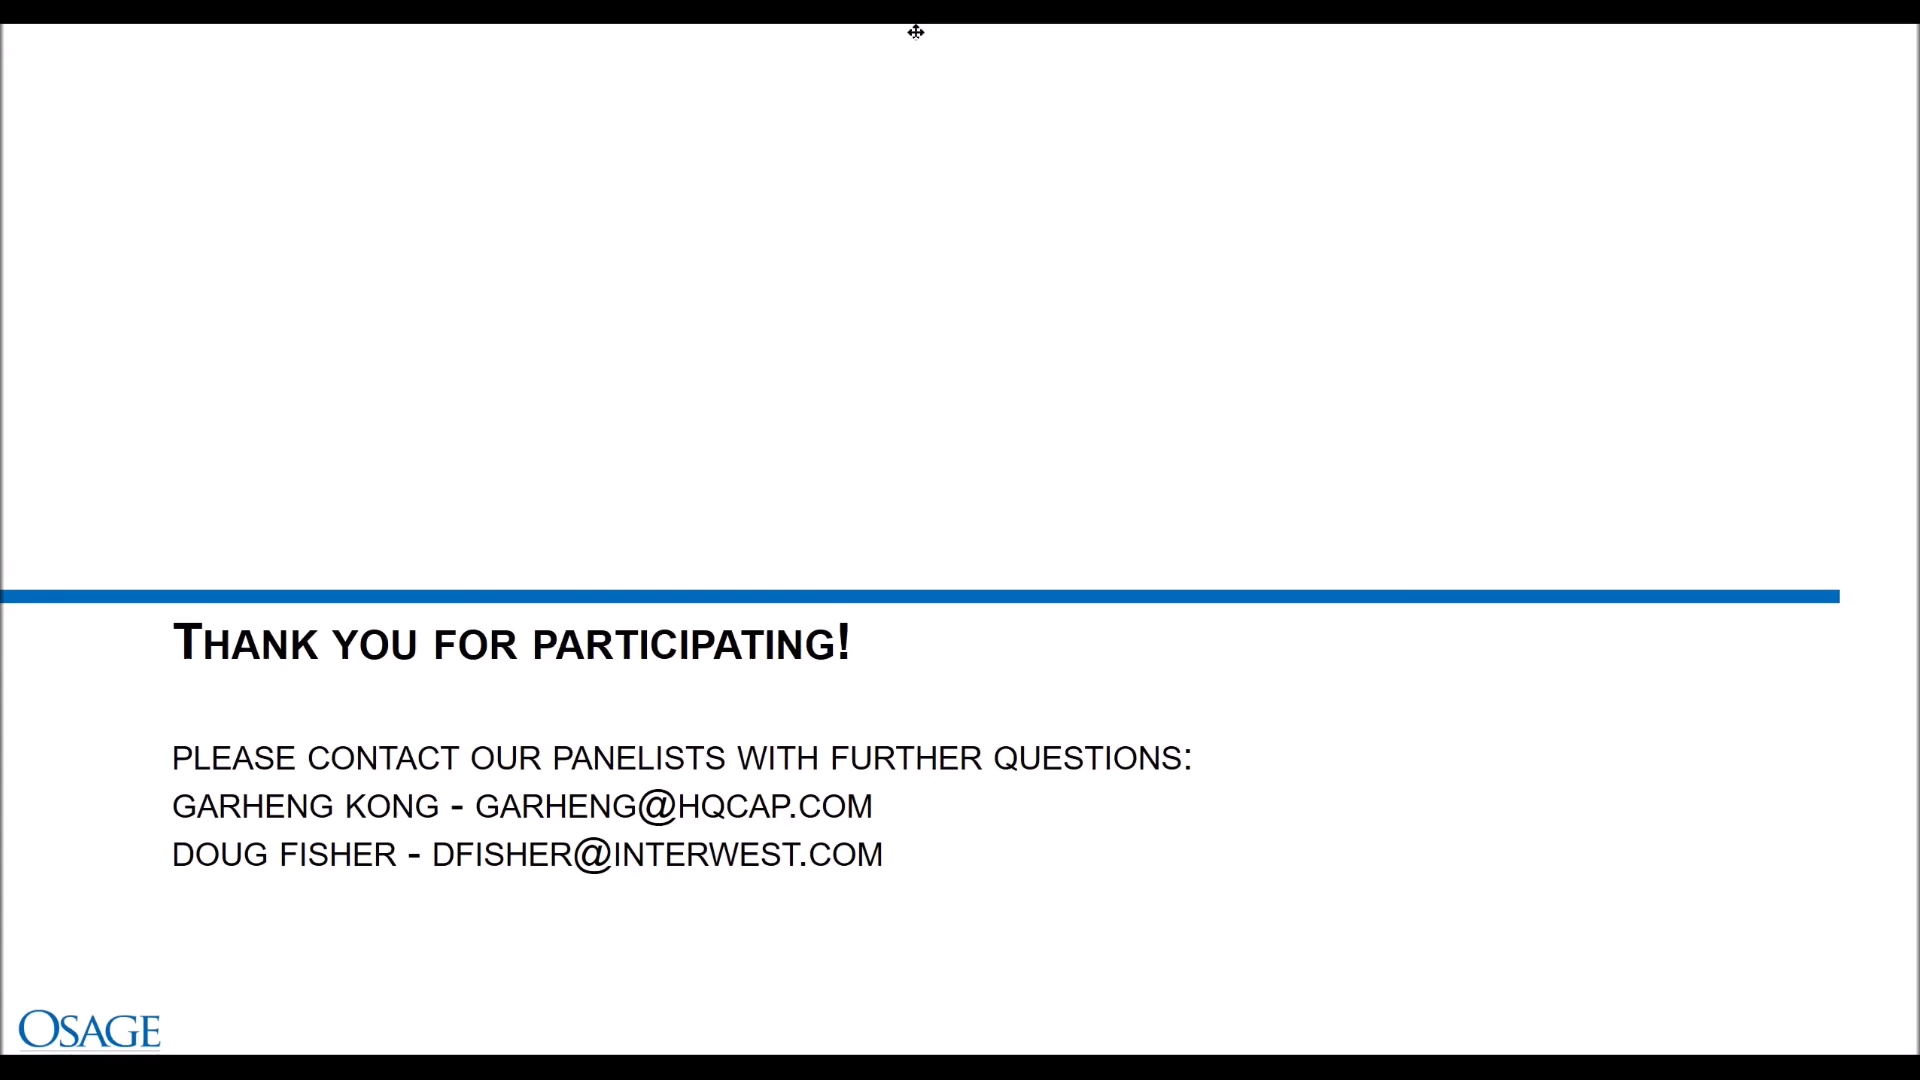 THANK YOU FOR PARTICIPATING!
PLEASE CONTACT OUR PANELISTS WITH FURTHER QUESTIONS:
GARHENG KONG - GARHENG@HQCAP.COM
DOUG FISHER - DFISHER@INTERWEST.COM
OSAGE